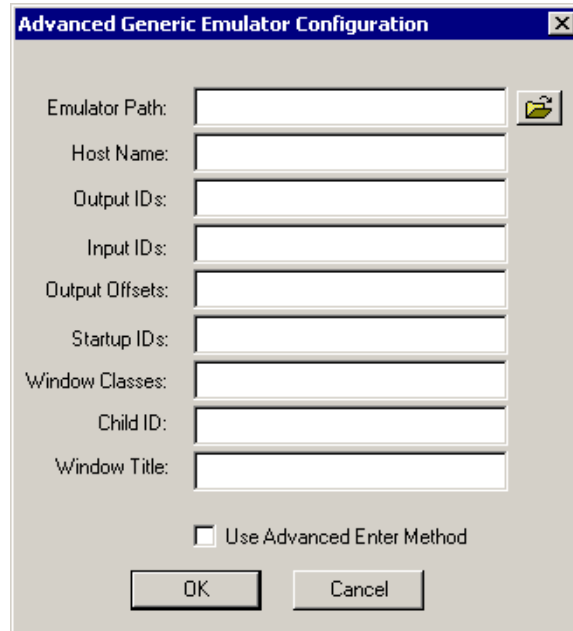 Advanced Generic Emulator Configuration
Emulator Path:
Host Name:
Output IDs:
Input IDs:
Output Offsets:
Startup IDs:
Window Classes:
Child ID:
Window Title:
Use Advanced Enter Method
OK Cancel